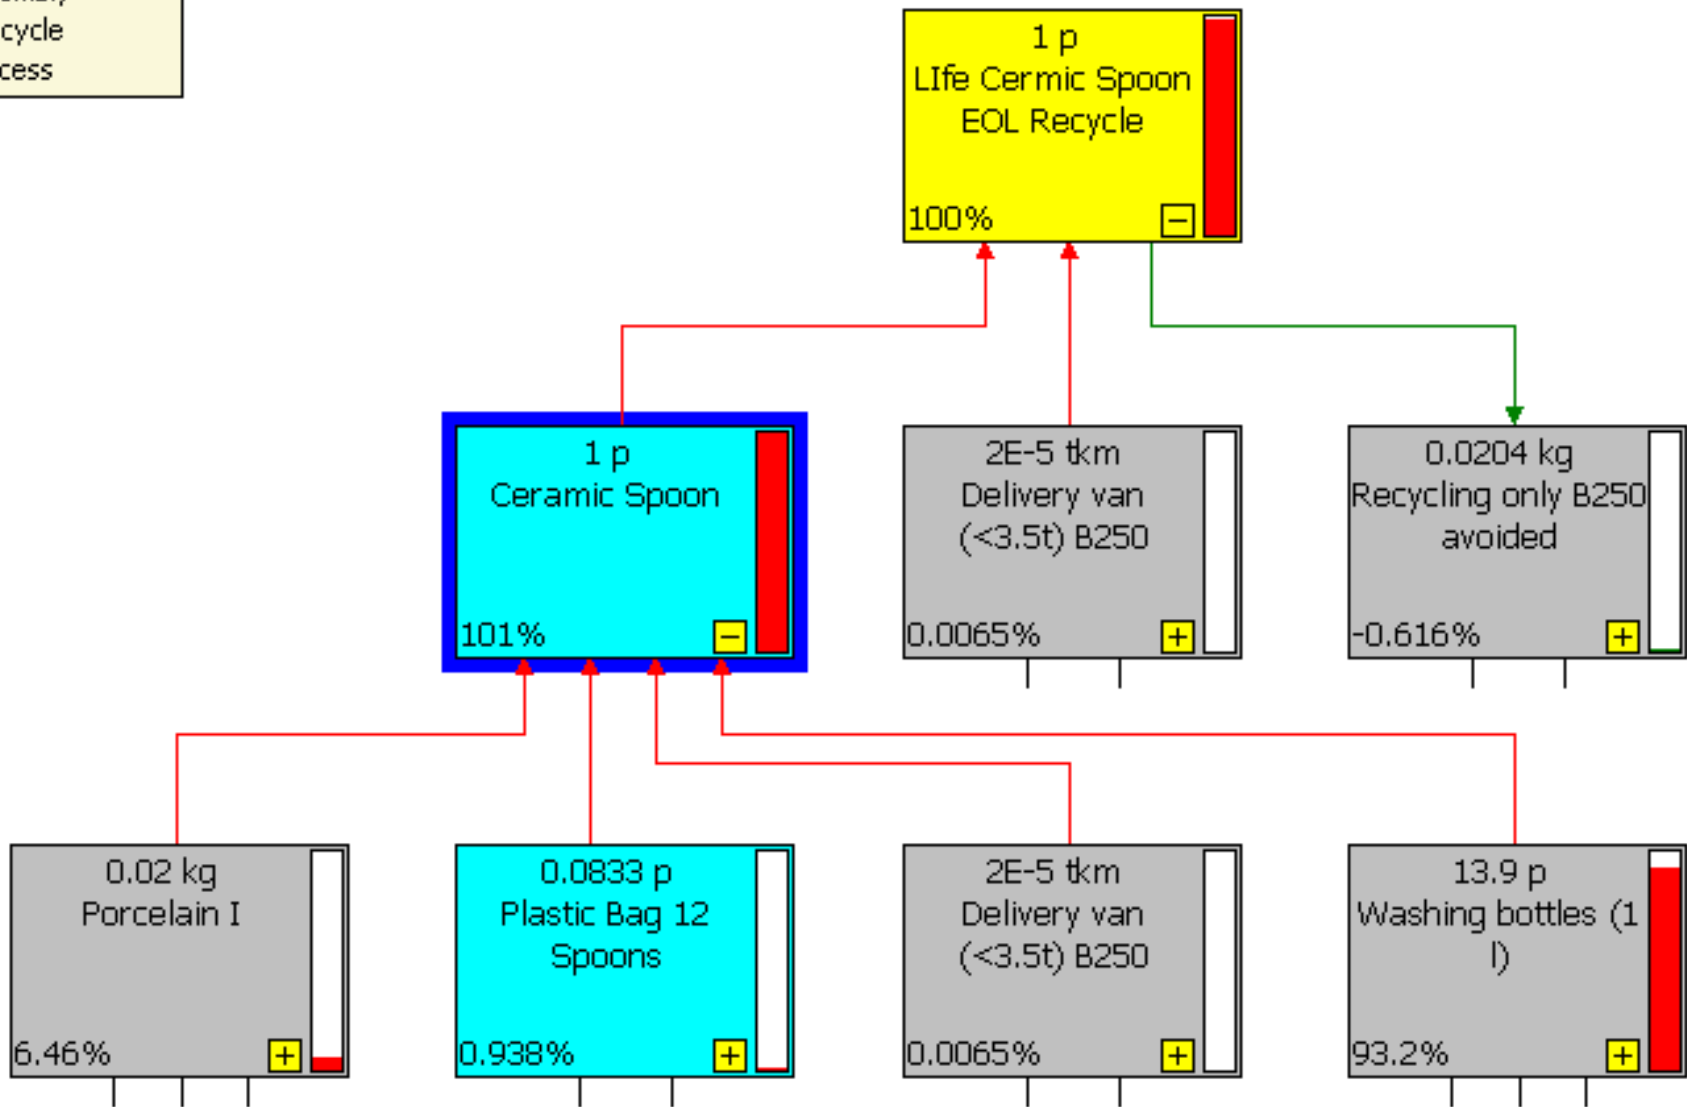 cycle
cess
1 p
LIfe Cermic Spoon
EOL Recycle
100%
1 p
Ceramic Spoon
101%
2E-5 tkm
Delivery van
(<3.5t) B250
0.0065%
0.0204 kg
Recycling only B250
avoided
-0.616%
0.02 kg
Porcelain I
6.46%
0.0833 p
Plastic Bag 12
Spoons
0.938%
2E-5 tkm
Delivery van
(<3.5t) B250
0.0065%
13.9 p
Washing bottles (1
l)
93.2%